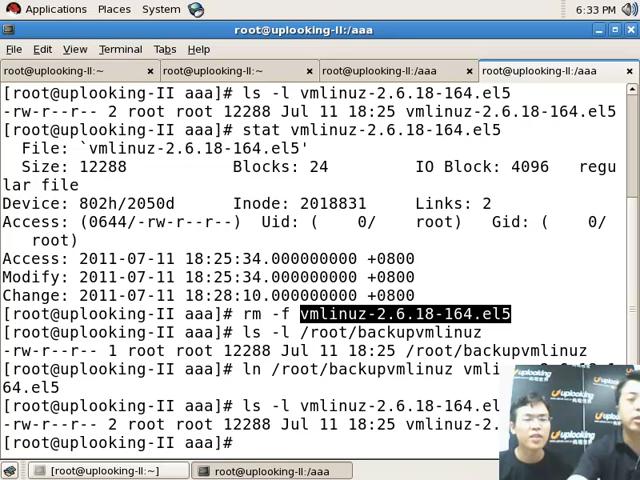 Applications Places System 6:33 PM
root@uplooking-II:/aaa
File Edit View Terminal Tabs Help
root@uplooking-II:~ root@uplooking-II:~ root@uplooking-II:/aaa root@uplooking-II:/aaa
[root@uplooking-II aaa]# ls -l vmlinuz-2.6.18-164.el5
-rw-r--r-- 2 root root 12288 Jul 11 18:25 vmlinuz-2.6.18-164.el5
[root@uplooking-II aaa]# stat vmlinuz-2.6.18-164.el5
File: `vmlinuz-2.6.18-164.el5'
Size: 12288 Blocks: 24 IO Block: 4096 regu
lar file
Device: 802h/2050d Inode: 2018831 Links: 2
Access: (0644/-rw-r--r--) Uid: ( 0/ root) Gid: ( 0/
root)
Access: 2011-07-11 18:25:34.000000000 +0800
Modify: 2011-07-11 18:25:34.000000000 +0800
Change: 2011-07-11 18:28:10.000000000 +0800
[root@uplooking-II aaa]# rm -f vmlinuz-2.6.18-164.el5
[root@uplooking-II aaa]# ls -l /root/backupvmlinuz
-rw-r--r-- 1 root root 12288 Jul 11 18:25 /root/backupvmlinuz
[root@uplooking-II aaa]# ln /root/backupvmlinuz vmli
64.el5
[root@uplooking-II aaa]# ls -l vmlinuz-2.6.18-164.e
-rw-r--r-- 2 root root 12288 Jul 11 18:25 vmlinuz-2.
[root@uplooking-II aaa]#
uplooking
uplooking
[root@uplooking-II:~] root@uplooking-II:/aaa